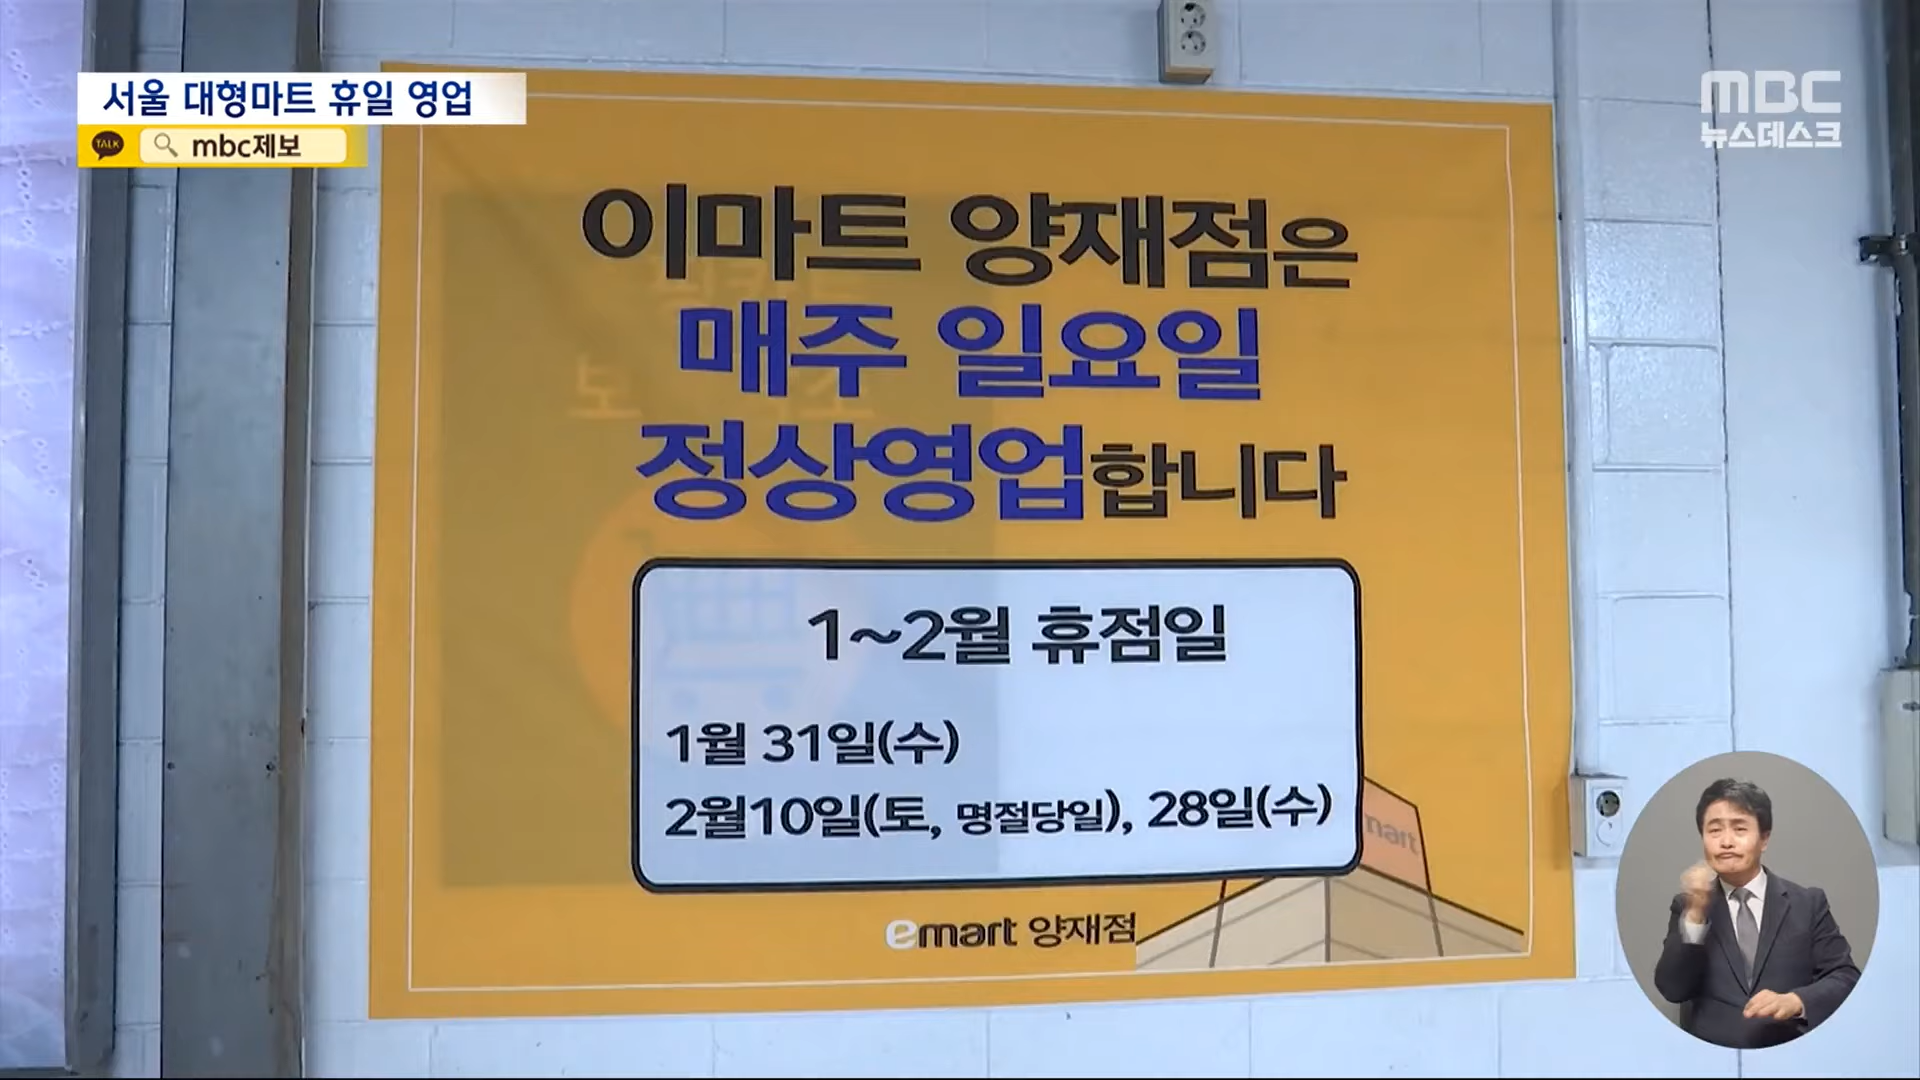 서울 대형마트 휴일 영업
TALK mbc제보
MBC
뉴스데스크
이마트 양재점은
매주 일요일
정상영업합니다
1~2월 휴점일
1월 31일(수)
2월10일(토, 명절당일), 28일(수)
mart
emart 양재점